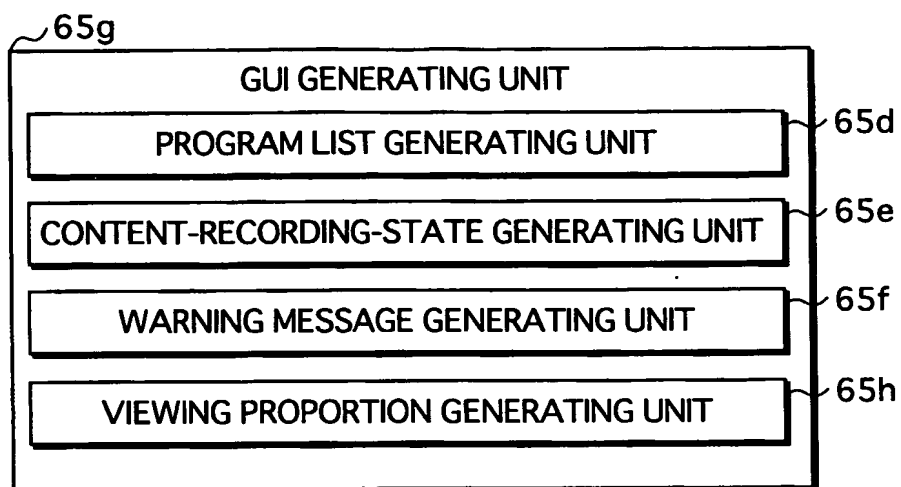 65g
GUI GENERATING UNIT
PROGRAM LIST GENERATING UNIT
65d
CONTENT-RECORDING-STATE GENERATING UNIT
65e
WARNING MESSAGE GENERATING UNIT
65f
VIEWING PROPORTION GENERATING UNIT
65h